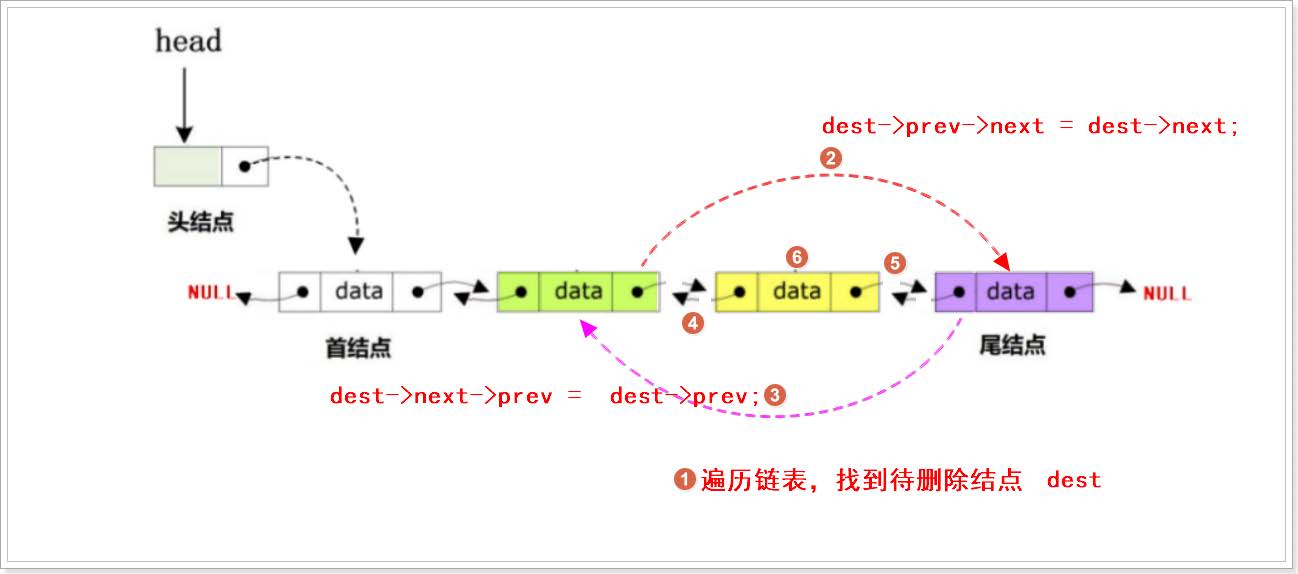 head
dest->prev->next = dest->next;
2
头结点
6
5
NULL
data
data
data
data
NULL
4
首结点
尾结点
dest->next->prev = dest->prev;
3
1 遍历链表，找到待删除结点 dest